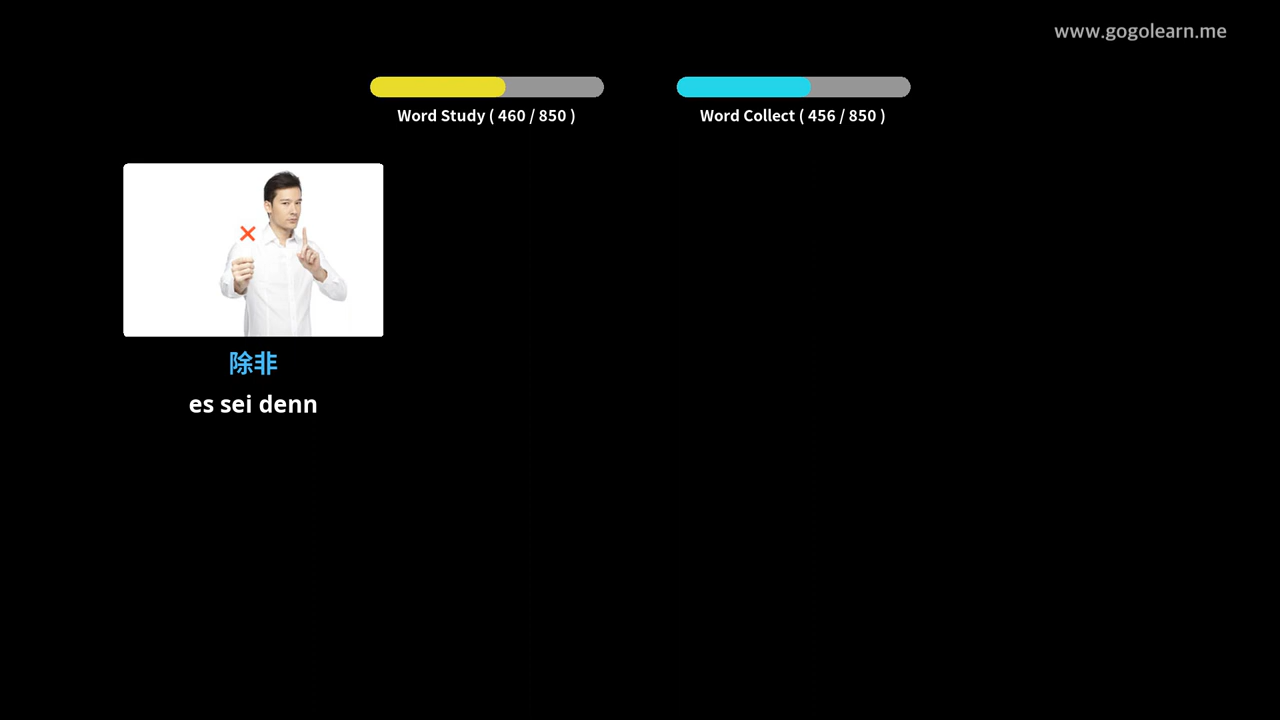 www.gogolearn.me
Word Study ( 460 / 850 )
Word Collect ( 456 / 850 )
除非
es sei denn